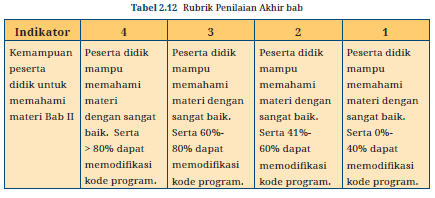 Tabel 2.12 Rubrik Penilaian Akhir bab
Indikator 4 3 2 1
Kemampuan Peserta didik Peserta didik Peserta didik Peserta didik
peserta mampu mampu mampu mampu
didik untuk memahami memahami memahami memahami
memahami materi materi dengan materi dengan materi dengan
materi Bab II dengan sangat sangat baik. sangat baik. sangat baik.
baik. Serta Serta 60%- Serta 41%- Serta 0%-
> 80% dapat 80% dapat 60% dapat 40% dapat
memodifikasi memodifikasi memodifikasi memodifikasi
kode program. kode program. kode program. kode program.